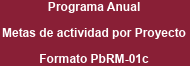 Programa Anual
Metas de actividad por Proyecto
Formato PbRM-01c